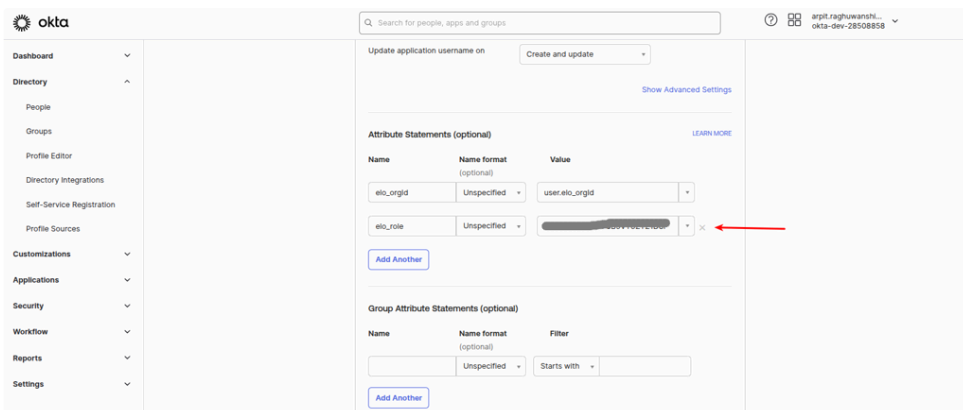 okta
Search for people, apps and groups
arpit.raghuwanshi...
okta-dev-28508858
Dashboard
Directory
People
Groups
Profile Editor
Directory Integrations
Self-Service Registration
Profile Sources
Customizations
Applications
Security
Workflow
Reports
Settings
Update application username on
Create and update
Show Advanced Settings
Attribute Statements (optional)
LEARN MORE
Name Name format Value
(optional)
elo_orgId Unspecified user.elo_orgId
elo_role Unspecified
Add Another
Group Attribute Statements (optional)
Name Name format Filter
(optional)
Unspecified Starts with
Add Another